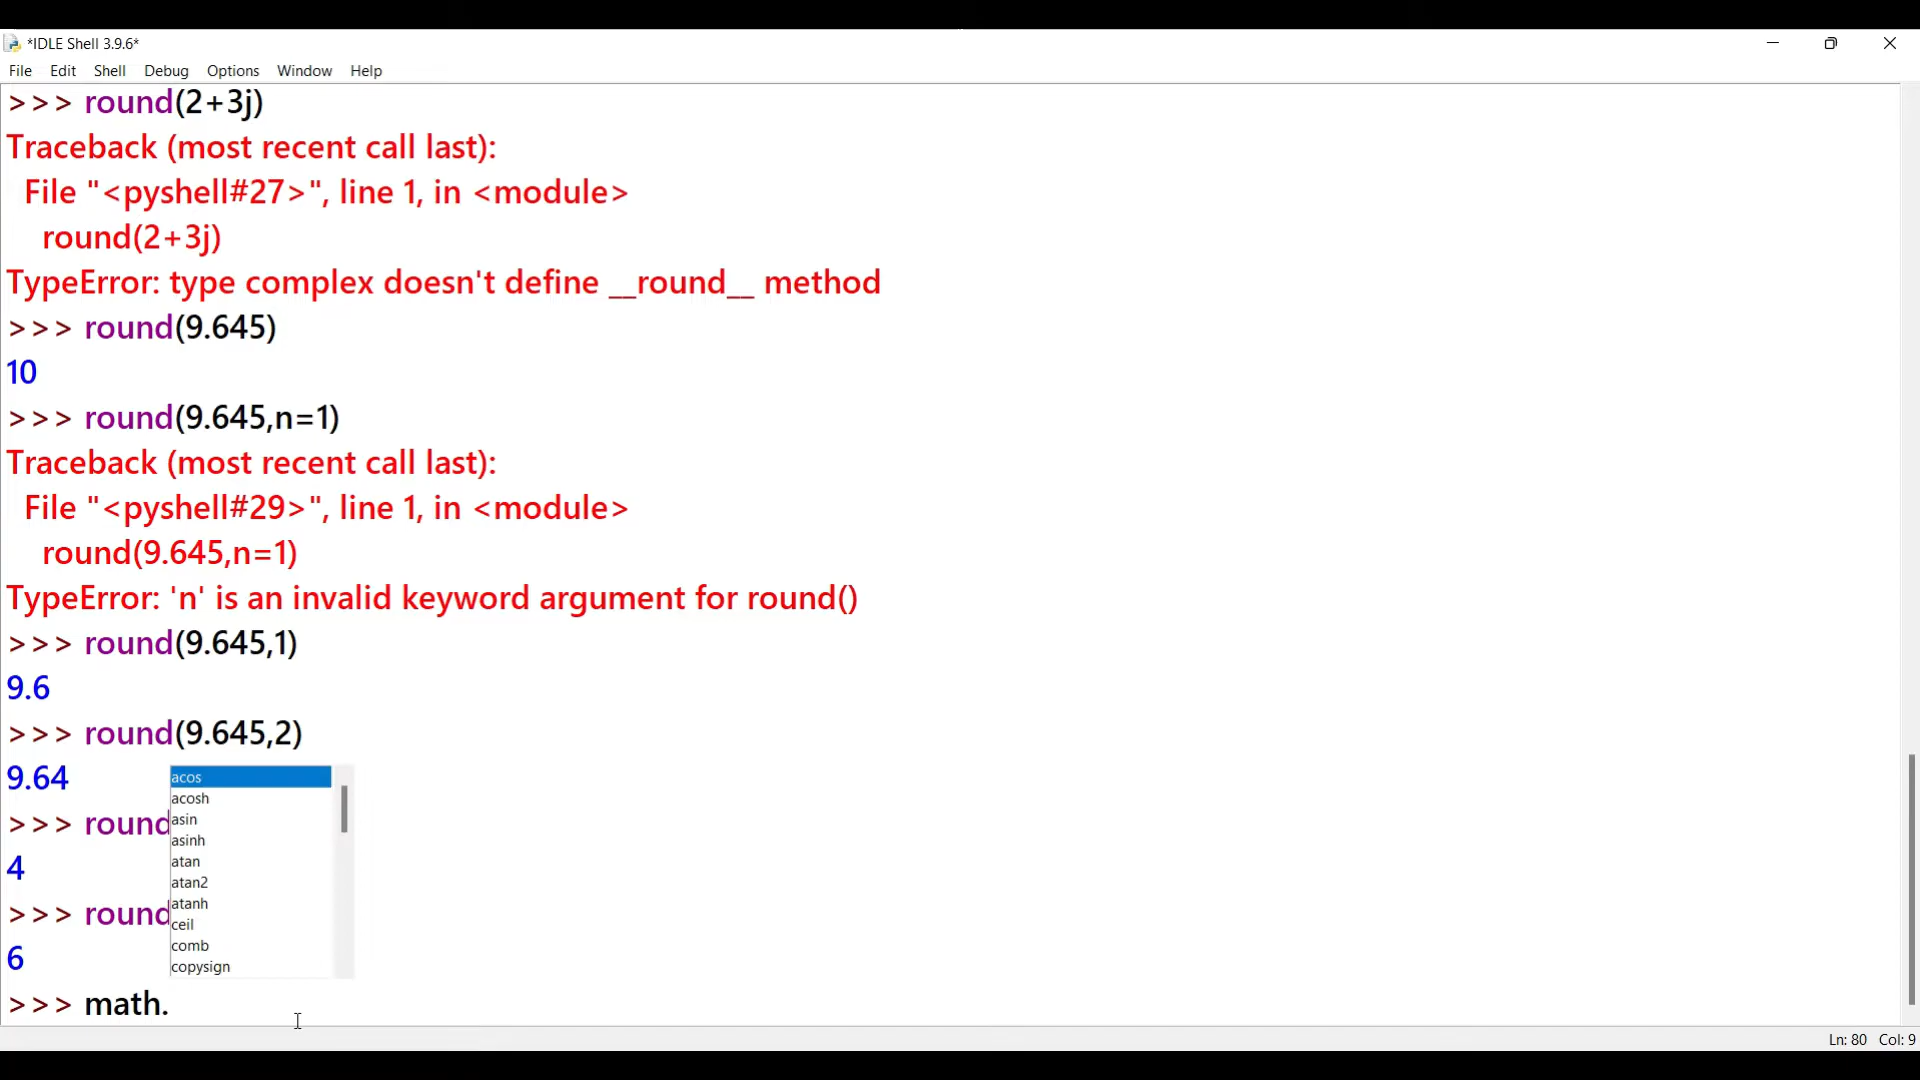 *IDLE Shell 3.9.6*
File Edit Shell Debug Options Window Help
>>> round(2+3j)
Traceback (most recent call last):
  File "<pyshell#27>", line 1, in <module>
    round(2+3j)
TypeError: type complex doesn't define __round__ method
>>> round(9.645)
10
>>> round(9.645,n=1)
Traceback (most recent call last):
  File "<pyshell#29>", line 1, in <module>
    round(9.645,n=1)
TypeError: 'n' is an invalid keyword argument for round()
>>> round(9.645,1)
9.6
>>> round(9.645,2)
9.64
>>> round
4
>>> round
6
>>> math.
acos
acosh
asin
asinh
atan
atan2
atanh
ceil
comb
copysign
Ln: 80 Col: 9